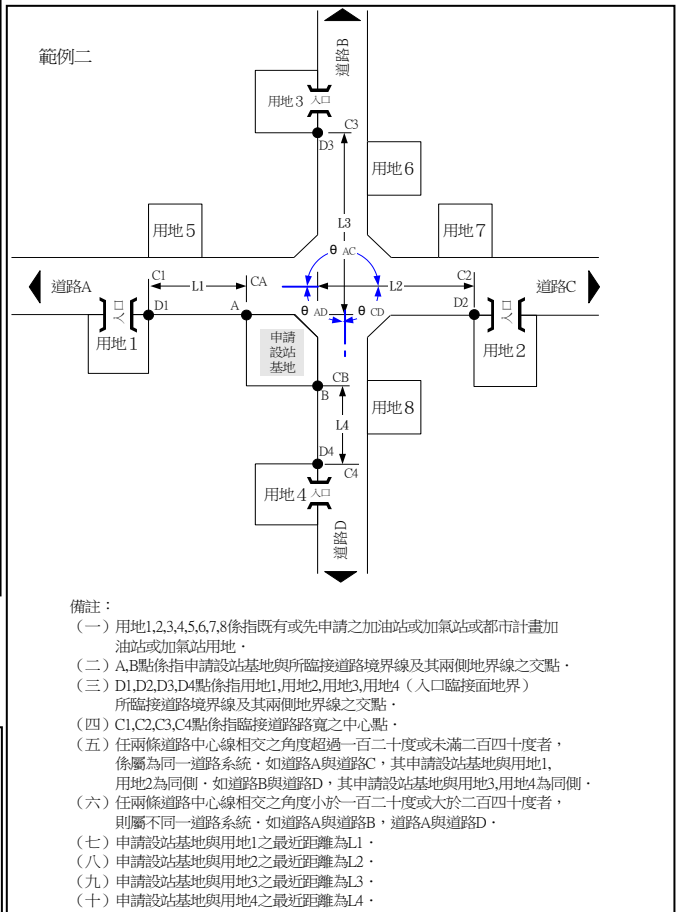 範例二
道路B
用地3 入口
C3
D3
用地6
L3
用地5
用地7
θ AC
道路A
C1
L1
CA
L2
C2
道路C
D1
A
θ AD
θ CD
D2
入口
用地1
入口
用地2
申請
設站
基地
CB
B
用地8
L4
D4
C4
用地4 入口
道路D
備註：
（一）用地1,2,3,4,5,6,7,8係指既有或先申請之加油站或加氣站或都市計畫加
油站或加氣站用地．
（二）A,B點係指申請設站基地與所臨接道路境界線及其兩側地界線之交點．
（三）D1,D2,D3,D4點係指用地1,用地2,用地3,用地4（入口臨接面地界）
所臨接道路境界線及其兩側地界線之交點．
（四）C1,C2,C3,C4點係指臨接道路路寬之中心點．
（五）任兩條道路中心線相交之角度超過一百二十度或未滿二百四十度者，
係屬為同一道路系統．如道路A與道路C，其申請設站基地與用地1,
用地2為同側．如道路B與道路D，其申請設站基地與用地3,用地4為同側．
（六）任兩條道路中心線相交之角度小於一百二十度或大於二百四十度者，
則屬不同一道路系統．如道路A與道路B，道路A與道路D．
（七）申請設站基地與用地1之最近距離為L1．
（八）申請設站基地與用地2之最近距離為L2．
（九）申請設站基地與用地3之最近距離為L3．
（十）申請設站基地與用地4之最近距離為L4．